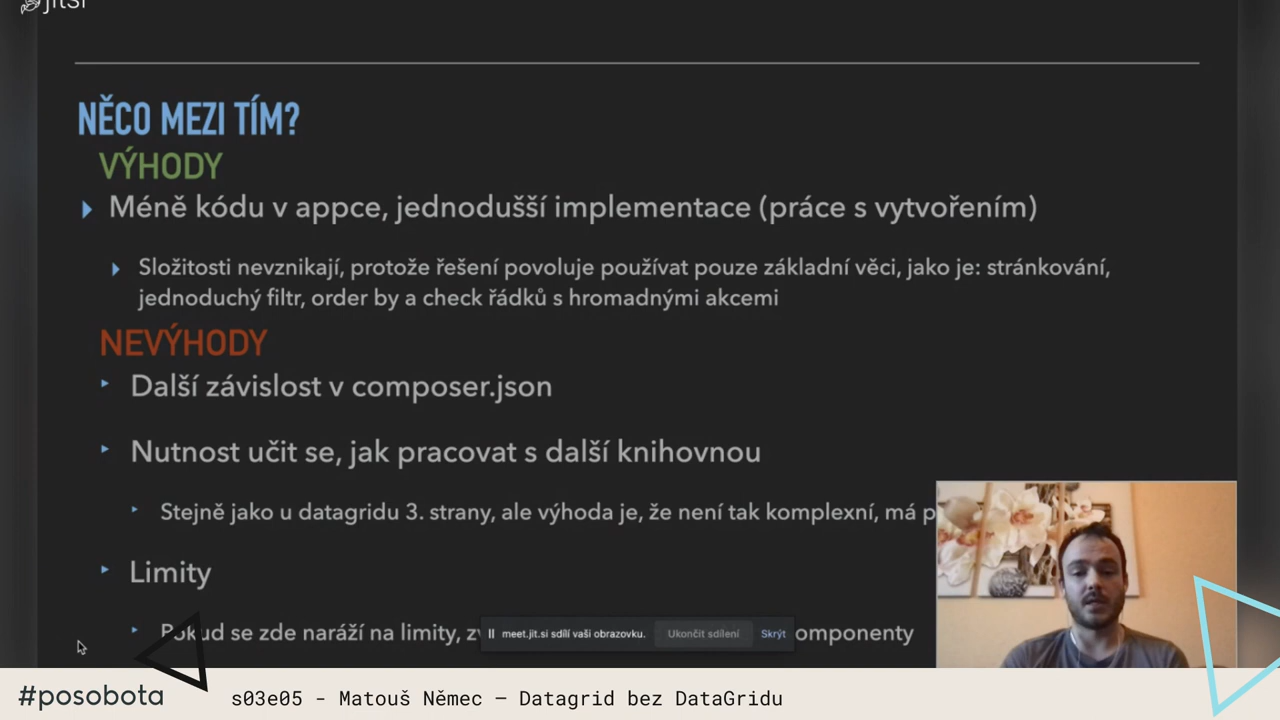 jitsi
NĚCO MEZI TÍM?
VÝHODY
Méně kódu v appce, jednodušší implementace (práce s vytvořením)
Složitosti nevznikají, protože řešení povoluje používat pouze základní věci, jako je: stránkování,
jednoduchý filtr, order by a check řádků s hromadnými akcemi
NEVÝHODY
Další závislost v composer.json
Nutnost učit se, jak pracovat s další knihovnou
Stejně jako u datagridu 3. strany, ale výhoda je, že není tak komplexní, má
Limity
Pokud se zde naráží na limity, omponenty
meet.jit.si sdílí vaši obrazovku. Ukončit sdílení Skrýt
#posobota s03e05 - Matouš Němec – Datagrid bez DataGridu